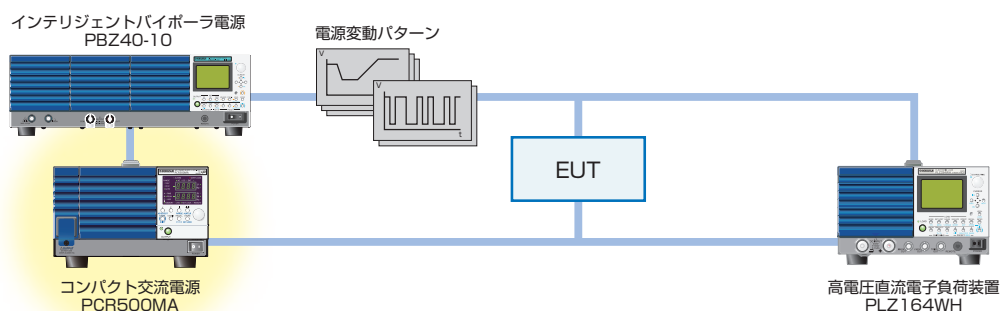 インテリジェントバイポーラ電源
PBZ40-10
電源変動パターン
V
V
t
EUT
コンパクト交流電源
PCR500MA
高電圧直流電子負荷装置
PLZ164WH